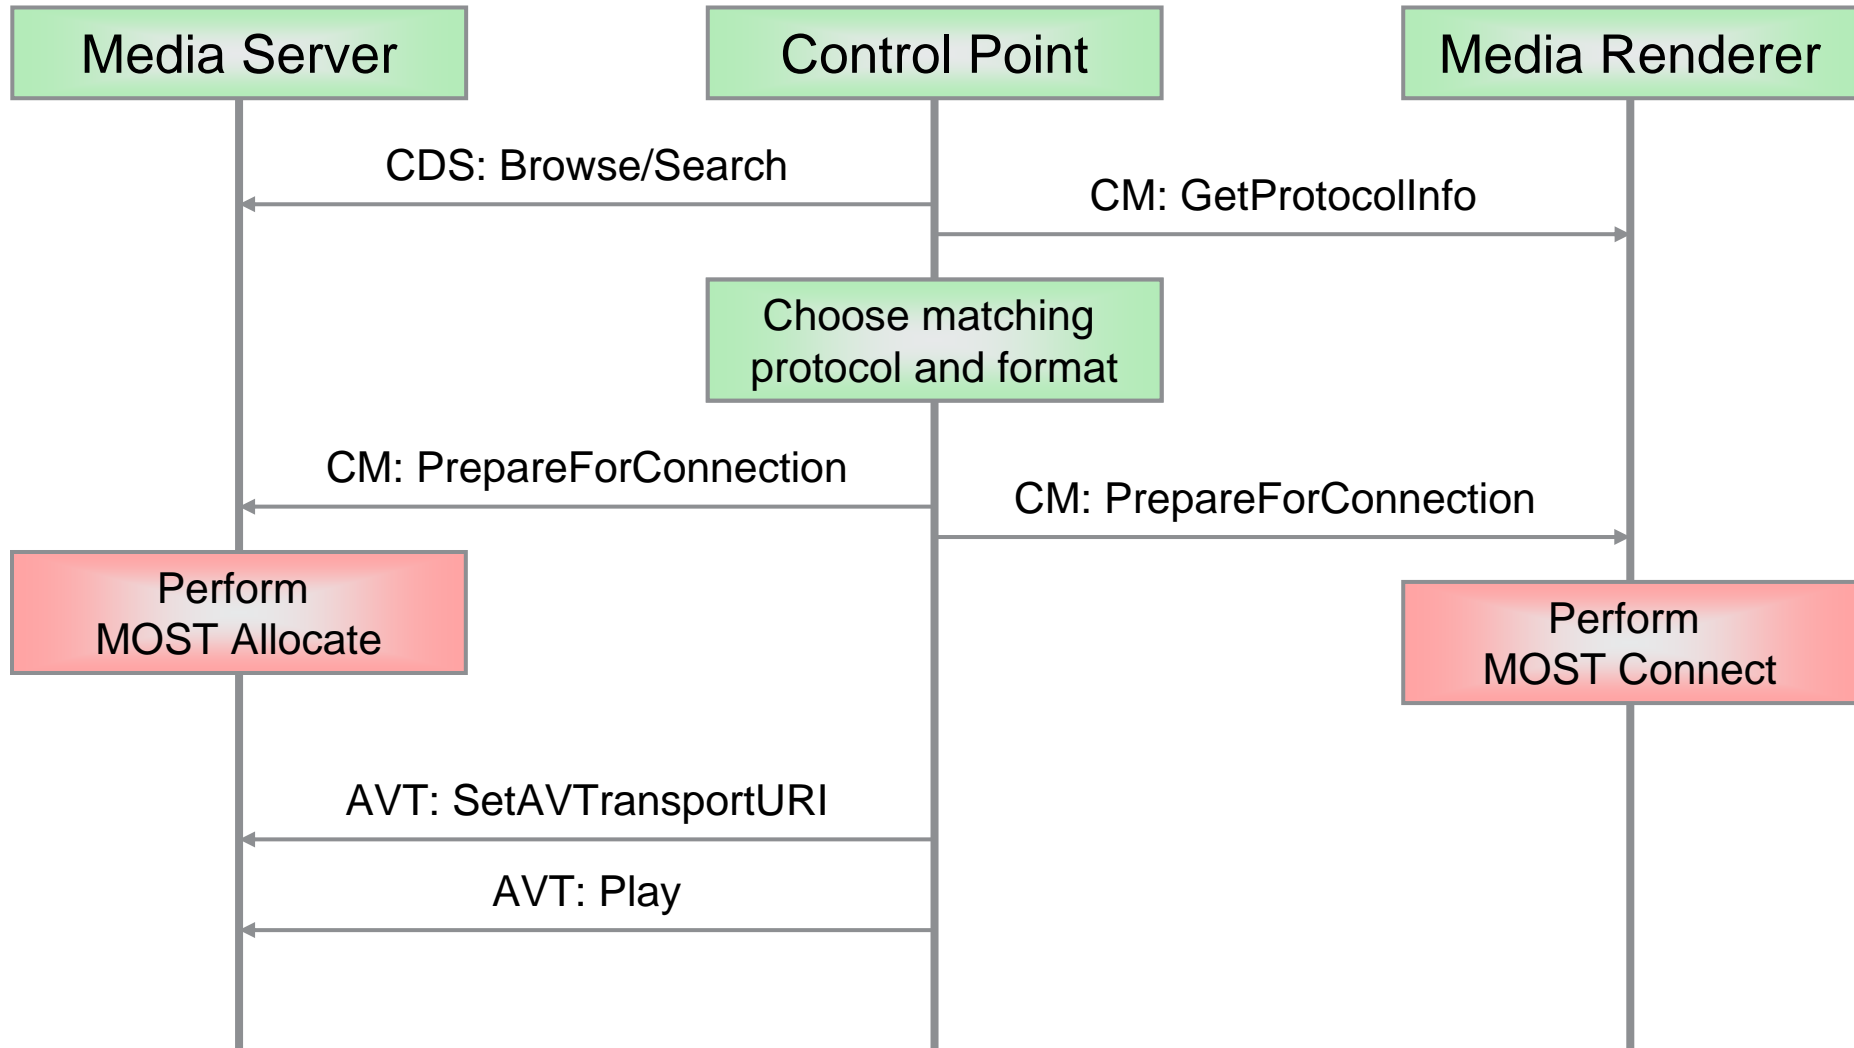 Media Server
Control Point
Media Renderer
CDS: Browse/Search
CM: GetProtocolInfo
Choose matching
protocol and format
CM: PrepareForConnection
CM: PrepareForConnection
Perform
MOST Allocate
Perform
MOST Connect
AVT: SetAVTransportURI
AVT: Play